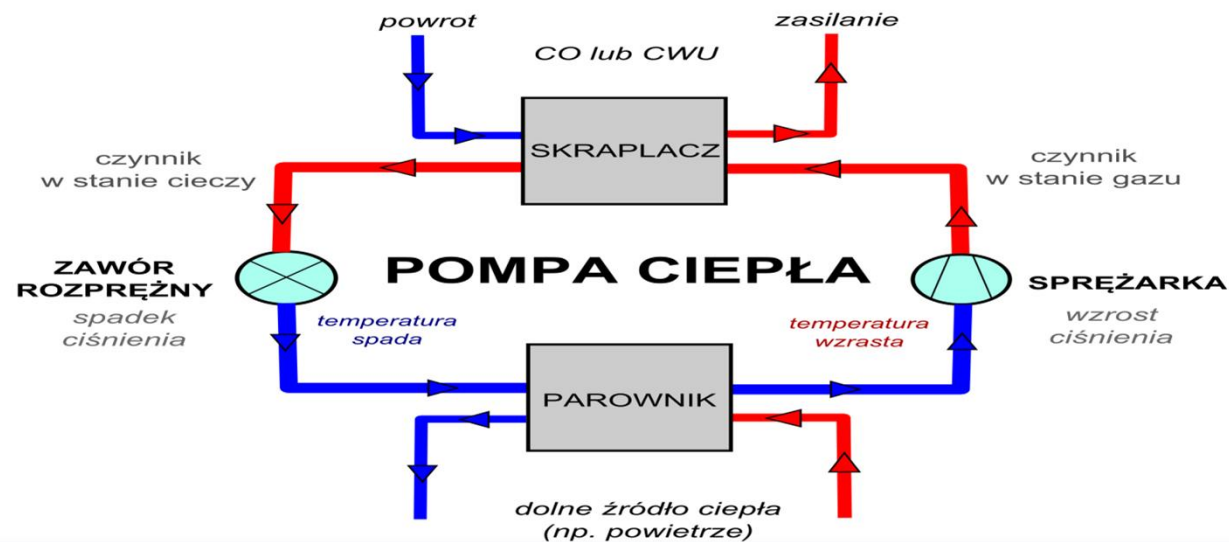 powrot
zasilanie
CO lub CWU
SKRAPLACZ
czynnik
w stanie cieczy
czynnik
w stanie gazu
ZAWÓR
ROZPRĘŻNY
spadek
ciśnienia
POMPA CIEPŁA
SPRĘŻARKA
wzrost
ciśnienia
temperatura
spada
temperatura
wzrasta
PAROWNIK
dolne źródło ciepła
(np. powietrze)